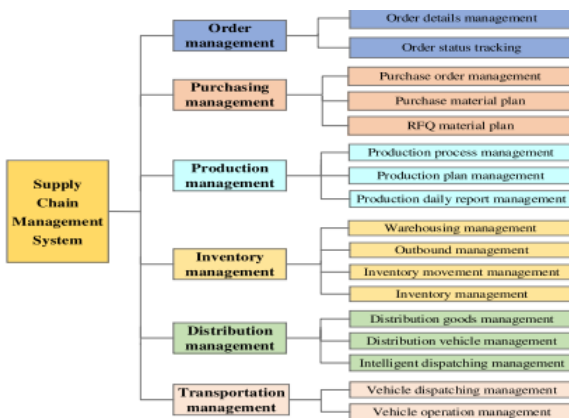 Supply
Chain
Management
System
Order
management
Order details management
Order status tracking
Purchasing
management
Purchase order management
Purchase material plan
RFQ material plan
Production
management
Production process management
Production plan management
Production daily report management
Inventory
management
Warehousing management
Outbound management
Inventory movement management
Inventory management
Distribution
management
Distribution goods management
Distribution vehicle management
Intelligent dispatching management
Transportation
management
Vehicle dispatching management
Vehicle operation management